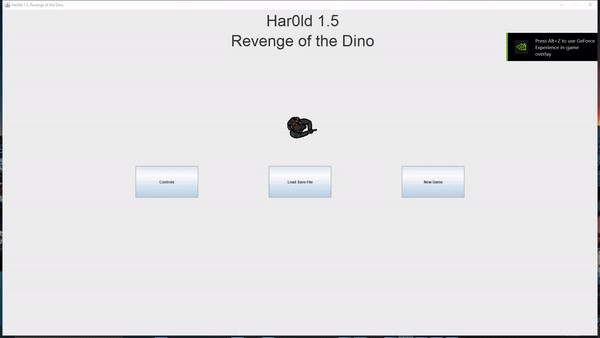 Har0ld 1.5, Revenge of the Dino
Har0ld 1.5
Revenge of the Dino
Press Alt+Z to use GeForce
Experience in-game
overlay
Controls
Load Save File
New Game